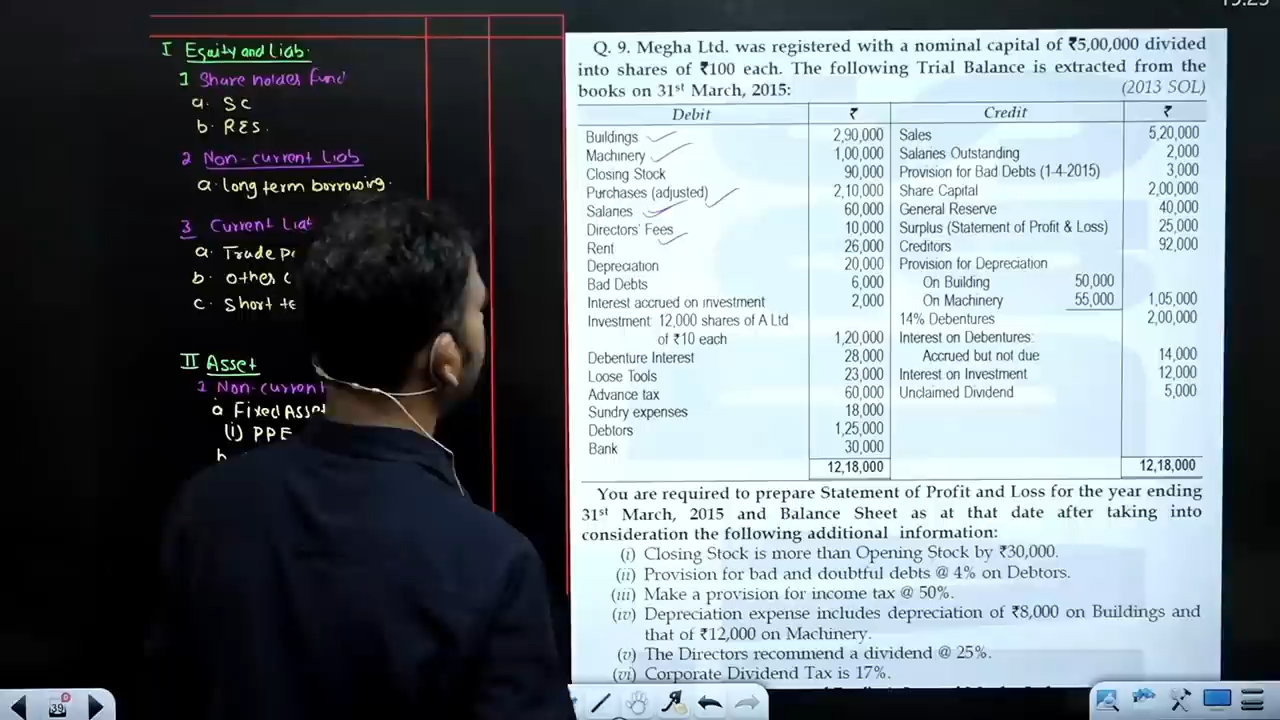 I Equity and Liab.
1 Share holder fund
a. SC
b. RES.
2 Non-current Liab
a. long term borrowing.
3 Current Liab
a. Trade
b. other
c. Short
II Asset
1 Non-current
a Fixed Asset
(i) PPE
Q. 9. Megha Ltd. was registered with a nominal capital of ₹5,00,000 divided
into shares of ₹100 each. The following Trial Balance is extracted from the
books on 31st March, 2015: (2013 SOL)
Debit ₹ Credit ₹
Buildings 2,90,000 Sales 5,20,000
Machinery 1,00,000 Salaries Outstanding 2,000
Closing Stock 90,000 Provision for Bad Debts (1-4-2015) 3,000
Purchases (adjusted) 2,10,000 Share Capital 2,00,000
Salaries 60,000 General Reserve 40,000
Directors' Fees 10,000 Surplus (Statement of Profit & Loss) 25,000
Rent 26,000 Creditors 92,000
Depreciation 20,000 Provision for Depreciation
Bad Debts 6,000 On Building 50,000
Interest accrued on investment 2,000 On Machinery 55,000 1,05,000
Investment: 12,000 shares of A Ltd 14% Debentures 2,00,000
of ₹10 each 1,20,000 Interest on Debentures:
Debenture Interest 28,000 Accrued but not due 14,000
Loose Tools 23,000 Interest on Investment 12,000
Advance tax 60,000 Unclaimed Dividend 5,000
Sundry expenses 18,000
Debtors 1,25,000
Bank 30,000
12,18,000 12,18,000
You are required to prepare Statement of Profit and Loss for the year ending
31st March, 2015 and Balance Sheet as at that date after taking into
consideration the following additional information:
(i) Closing Stock is more than Opening Stock by ₹30,000.
(ii) Provision for bad and doubtful debts @ 4% on Debtors.
(iii) Make a provision for income tax @ 50%.
(iv) Depreciation expense includes depreciation of ₹8,000 on Buildings and
that of ₹12,000 on Machinery.
(v) The Directors recommend a dividend @ 25%.
(vi) Corporate Dividend Tax is 17%.
39